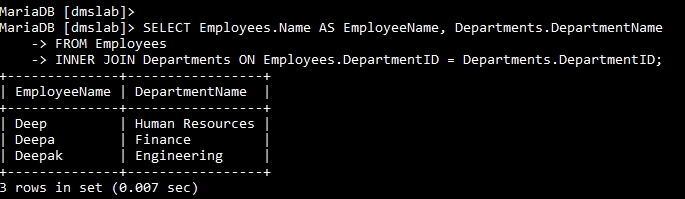 MariaDB [dmslab]>
MariaDB [dmslab]> SELECT Employees.Name AS EmployeeName, Departments.DepartmentName
    -> FROM Employees
    -> INNER JOIN Departments ON Employees.DepartmentID = Departments.DepartmentID;
+--------------+-----------------+
| EmployeeName | DepartmentName  |
+--------------+-----------------+
| Deep         | Human Resources |
| Deepa        | Finance         |
| Deepak       | Engineering     |
+--------------+-----------------+
3 rows in set (0.007 sec)